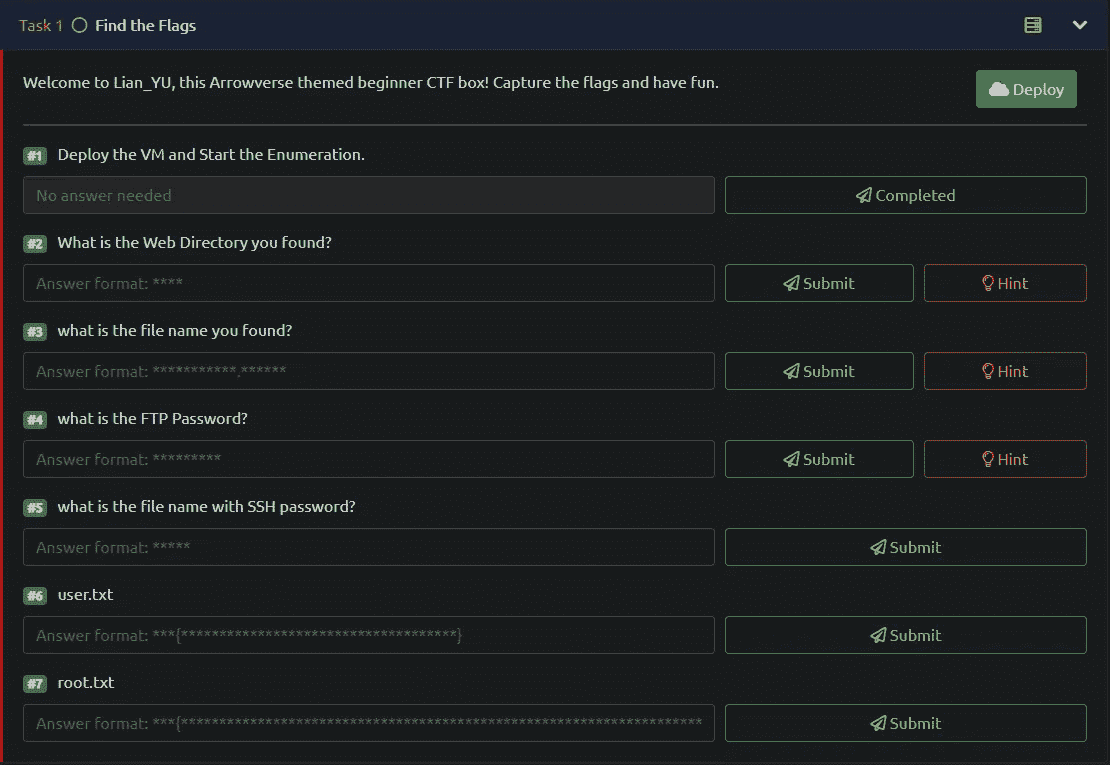 Task 1 Find the Flags
Welcome to Lian_YU, this Arrowverse themed beginner CTF box! Capture the flags and have fun.
Deploy
#1 Deploy the VM and Start the Enumeration.
No answer needed
Completed
#2 What is the Web Directory you found?
Answer format: ****
Submit
Hint
#3 what is the file name you found?
Answer format: ***********.******
Submit
Hint
#4 what is the FTP Password?
Answer format: *********
Submit
Hint
#5 what is the file name with SSH password?
Answer format: *****
Submit
#6 user.txt
Answer format: ***{************************************}
Submit
#7 root.txt
Answer format: ***{********************************************************************
Submit